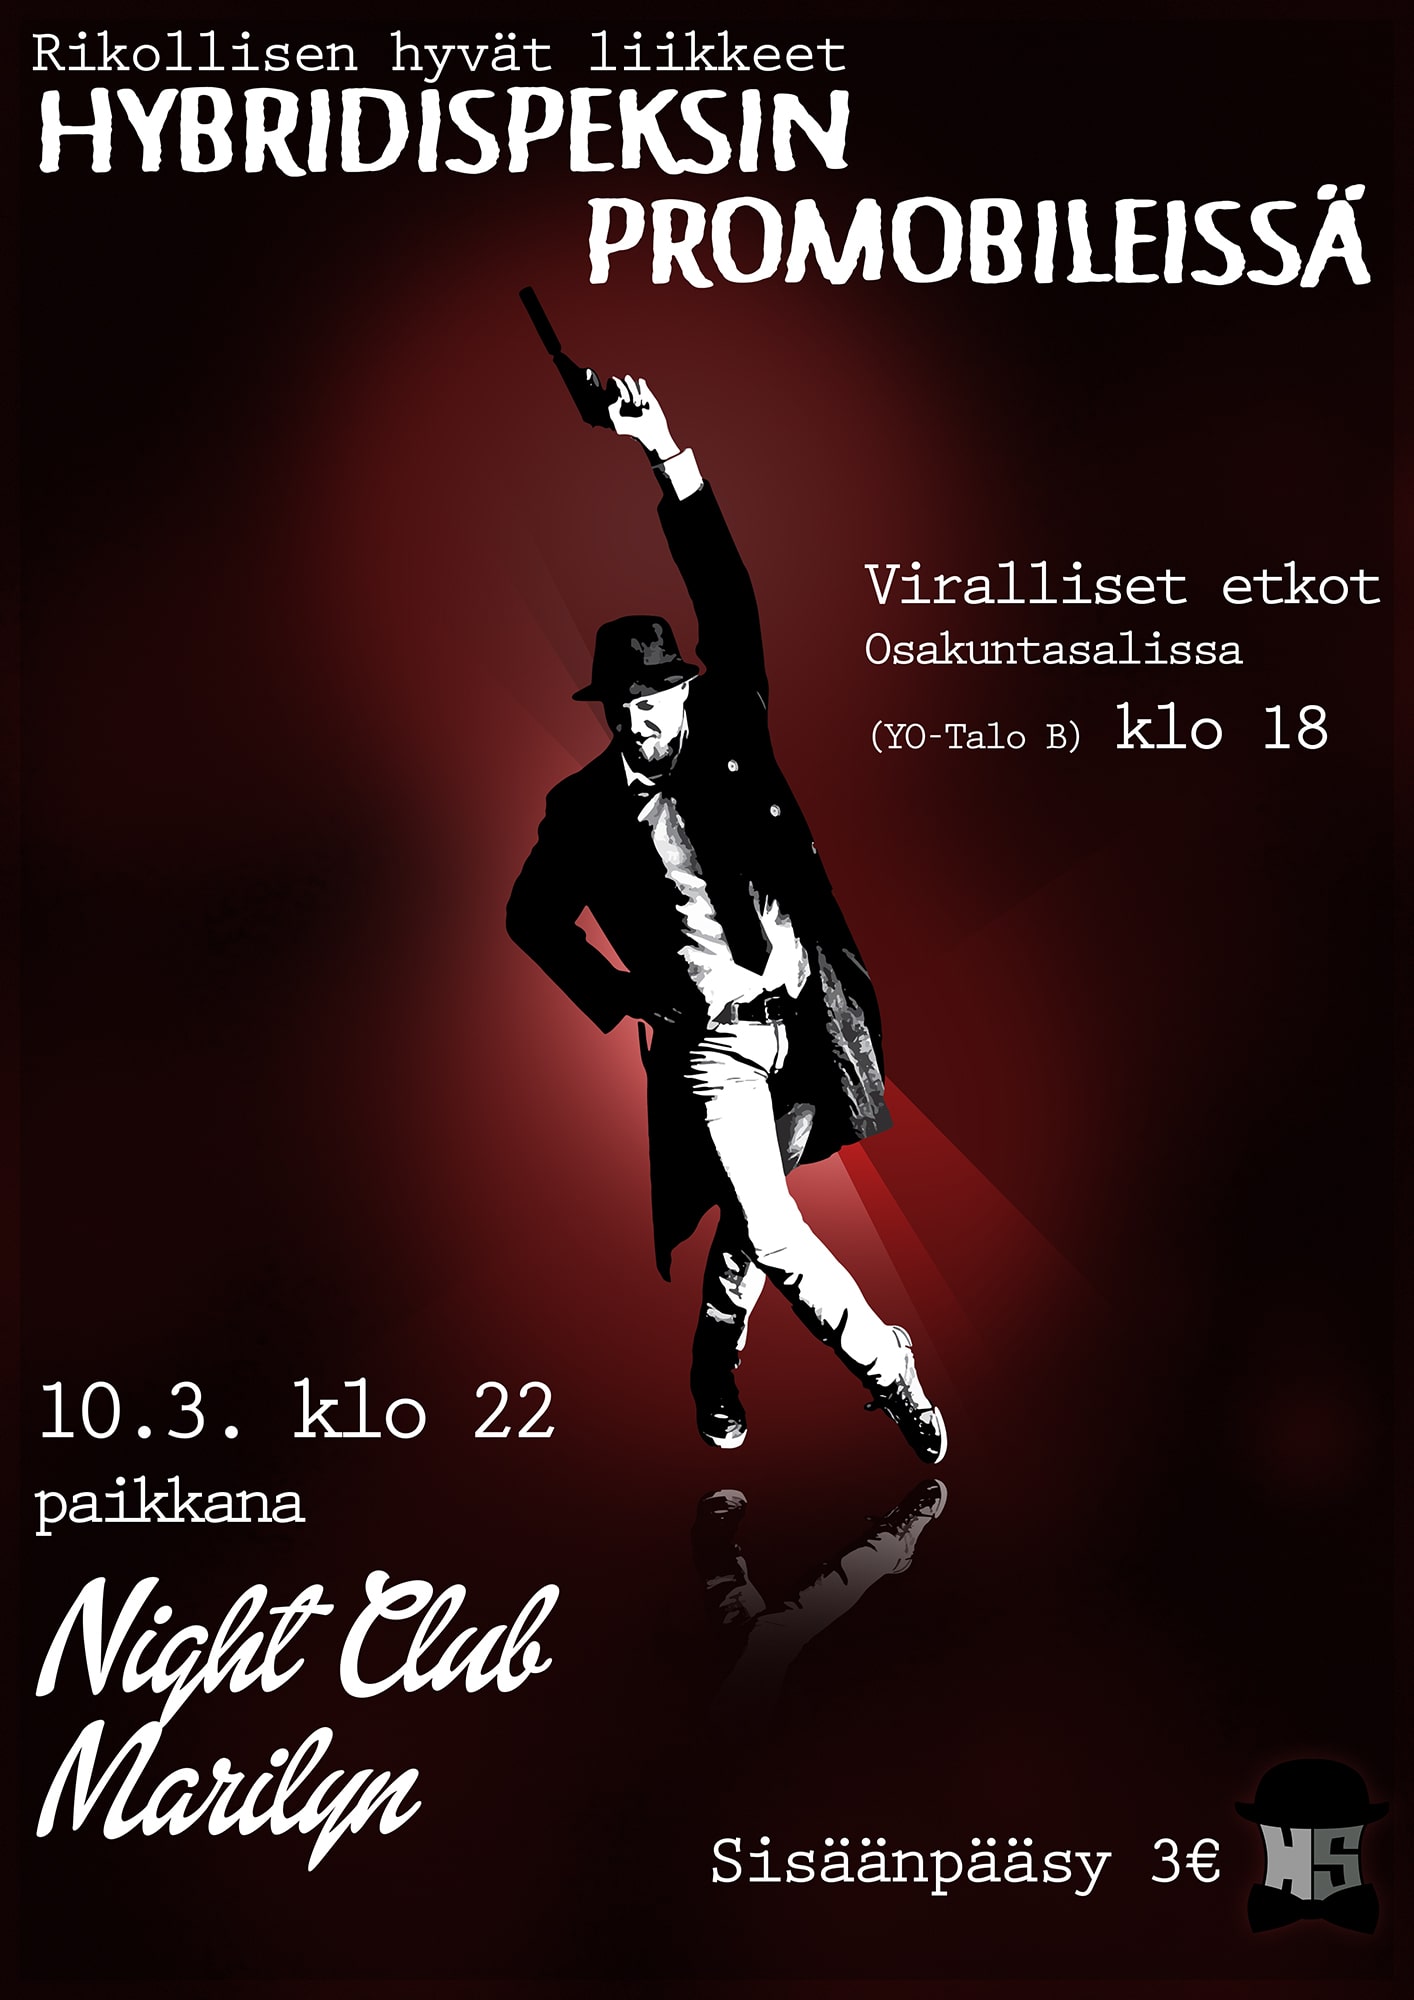 Rikollisen hyvät liikkeet
HYBRIDISPEKSIN
PROMOBILEISSÄ
Viralliset etkot
Osakuntasalissa
(YO-Talo B) klo 18
10.3. klo 22
paikkana
Night Club
Marilyn
Sisäänpääsy 3€
HS